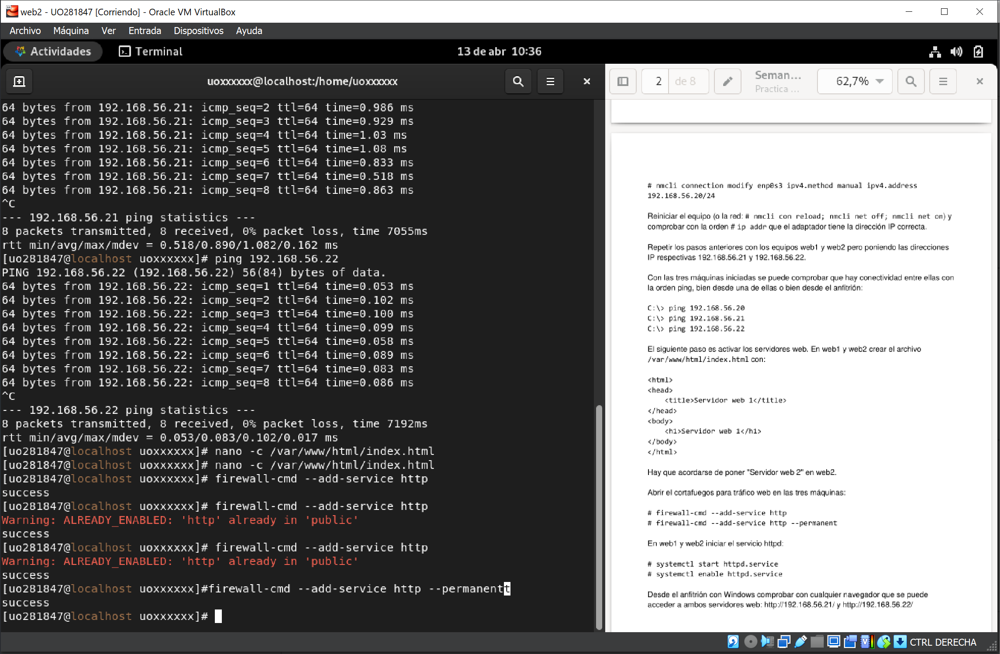 web2 - UO281847 [Corriendo] - Oracle VM VirtualBox
Archivo Máquina Ver Entrada Dispositivos Ayuda
Actividades Terminal 13 de abr 10:36
uoxxxxxx@localhost:/home/uoxxxxxx
64 bytes from 192.168.56.21: icmp_seq=2 ttl=64 time=0.986 ms
64 bytes from 192.168.56.21: icmp_seq=3 ttl=64 time=0.929 ms
64 bytes from 192.168.56.21: icmp_seq=4 ttl=64 time=1.03 ms
64 bytes from 192.168.56.21: icmp_seq=5 ttl=64 time=1.08 ms
64 bytes from 192.168.56.21: icmp_seq=6 ttl=64 time=0.833 ms
64 bytes from 192.168.56.21: icmp_seq=7 ttl=64 time=0.518 ms
64 bytes from 192.168.56.21: icmp_seq=8 ttl=64 time=0.863 ms
^C
--- 192.168.56.21 ping statistics ---
8 packets transmitted, 8 received, 0% packet loss, time 7055ms
rtt min/avg/max/mdev = 0.518/0.890/1.082/0.162 ms
[uo281847@localhost uoxxxxxx]# ping 192.168.56.22
PING 192.168.56.22 (192.168.56.22) 56(84) bytes of data.
64 bytes from 192.168.56.22: icmp_seq=1 ttl=64 time=0.053 ms
64 bytes from 192.168.56.22: icmp_seq=2 ttl=64 time=0.102 ms
64 bytes from 192.168.56.22: icmp_seq=3 ttl=64 time=0.100 ms
64 bytes from 192.168.56.22: icmp_seq=4 ttl=64 time=0.099 ms
64 bytes from 192.168.56.22: icmp_seq=5 ttl=64 time=0.058 ms
64 bytes from 192.168.56.22: icmp_seq=6 ttl=64 time=0.089 ms
64 bytes from 192.168.56.22: icmp_seq=7 ttl=64 time=0.083 ms
64 bytes from 192.168.56.22: icmp_seq=8 ttl=64 time=0.086 ms
^C
--- 192.168.56.22 ping statistics ---
8 packets transmitted, 8 received, 0% packet loss, time 7192ms
rtt min/avg/max/mdev = 0.053/0.083/0.102/0.017 ms
[uo281847@localhost uoxxxxxx]# nano -c /var/www/html/index.html
[uo281847@localhost uoxxxxxx]# nano -c /var/www/html/index.html
[uo281847@localhost uoxxxxxx]# firewall-cmd --add-service http
success
[uo281847@localhost uoxxxxxx]# firewall-cmd --add-service http
Warning: ALREADY_ENABLED: 'http' already in 'public'
success
[uo281847@localhost uoxxxxxx]# firewall-cmd --add-service http
Warning: ALREADY_ENABLED: 'http' already in 'public'
success
[uo281847@localhost uoxxxxxx]#firewall-cmd --add-service http --permanentt
success
[uo281847@localhost uoxxxxxx]#
2 de 8 Seman... 62,7%
Practica ...
# nmcli connection modify enp0s3 ipv4.method manual ipv4.address
192.168.56.20/24
Reiniciar el equipo (o la red: # nmcli con reload; nmcli net off; nmcli net on) y
comprobar con la orden # ip addr que el adaptador tiene la dirección IP correcta.
Repetir los pasos anteriores con los equipos web1 y web2 pero poniendo las direcciones
IP respectivas 192.168.56.21 y 192.168.56.22.
Con las tres máquinas iniciadas se puede comprobar que hay conectividad entre ellas con
la orden ping, bien desde una de ellas o bien desde el anfitrión:
C:\> ping 192.168.56.20
C:\> ping 192.168.56.21
C:\> ping 192.168.56.22
El siguiente paso es activar los servidores web. En web1 y web2 crear el archivo
/var/www/html/index.html con:
<html>
<head>
<title>Servidor web 1</title>
</head>
<body>
<h1>Servidor web 1</h1>
</body>
</html>
Hay que acordarse de poner "Servidor web 2" en web2.
Abrir el cortafuegos para tráfico web en las tres máquinas:
# firewall-cmd --add-service http
# firewall-cmd --add-service http --permanent
En web1 y web2 iniciar el servicio httpd:
# systemctl start httpd.service
# systemctl enable httpd.service
Desde el anfitrión con Windows comprobar con cualquier navegador que se puede
acceder a ambos servidores web: http://192.168.56.21/ y http://192.168.56.22/
CTRL DERECHA